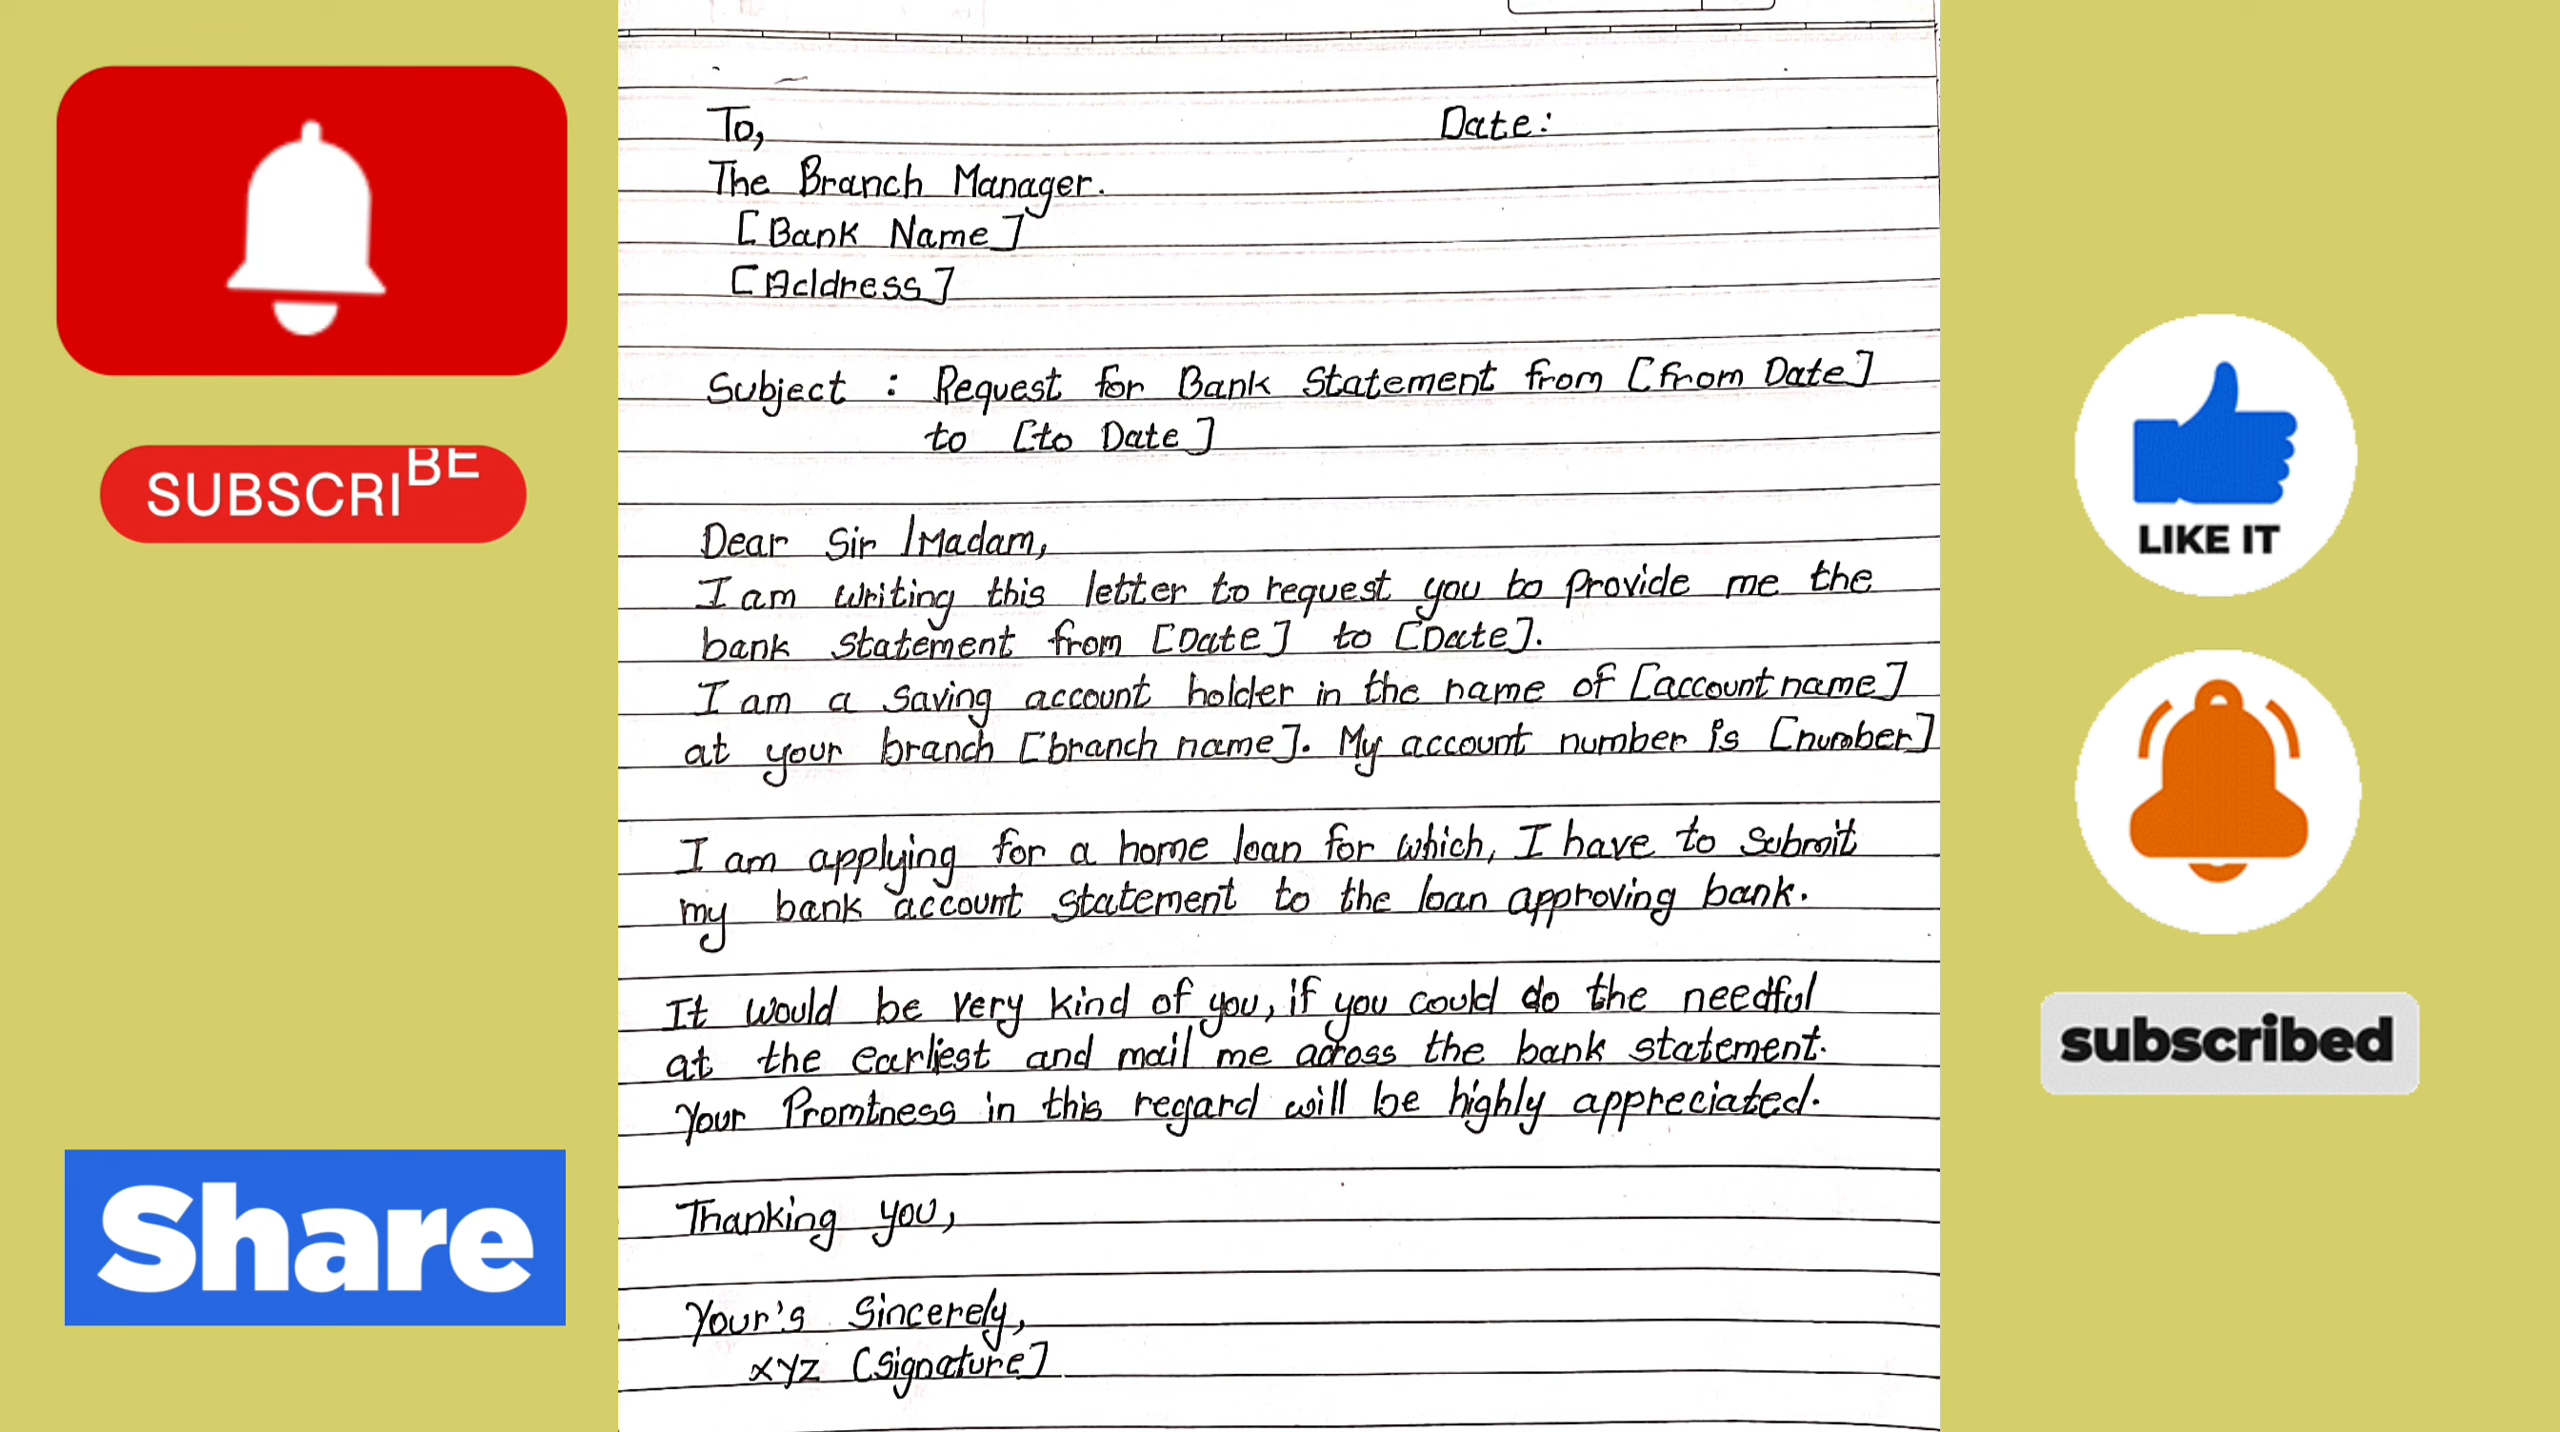 To,
Date:
The Branch Manager.
[Bank Name]
[Address]
Subject : Request for Bank Statement from [from Date]
to [to Date]
Dear Sir /Madam,
I am writing this letter to request you to provide me the
bank statement from [Date] to [Date].
I am a saving account holder in the name of [account name]
at your branch [branch name]. My account number is [number]
I am applying for a home loan for which, I have to submit
my bank account statement to the loan approving bank.
It would be very kind of you, if you could do the needful
at the earliest and mail me across the bank statement.
Your Promtness in this regard will be highly appreciated.
Thanking you,
Your's Sincerely,
xyz [Signature]
SUBSCRIBE
Share
LIKE IT
subscribed